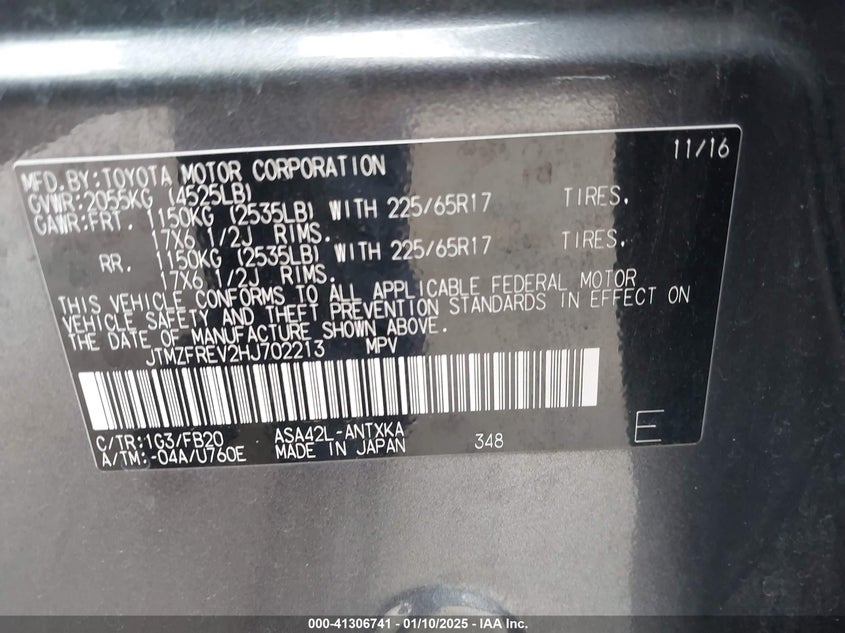 11/16
MFD.BY:TOYOTA MOTOR CORPORATION
GVWR:2055KG (4525LB)
GAWR:FRT. 1150KG (2535LB) WITH 225/65R17 TIRES.
17X6 1/2J RIMS.
RR. 1150KG (2535LB) WITH 225/65R17 TIRES.
17X6 1/2J RIMS.
THIS VEHICLE CONFORMS TO ALL APPLICABLE FEDERAL MOTOR
VEHICLE SAFETY AND THEFT PREVENTION STANDARDS IN EFFECT ON
THE DATE OF MANUFACTURE SHOWN ABOVE.
JTMZFREV2HJ702213 MPV
C/TR:1G3/FB20 ASA42L-ANTXKA
A/TM:-04A/U760E MADE IN JAPAN 348 E
000-41306741 - 01/10/2025 - IAA Inc.